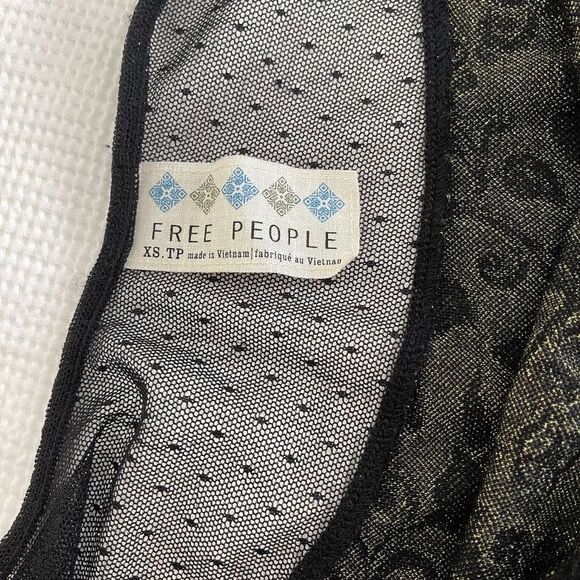 FREE PEOPLE
XS.TP made in Vietnam|fabriqué au Vietnam